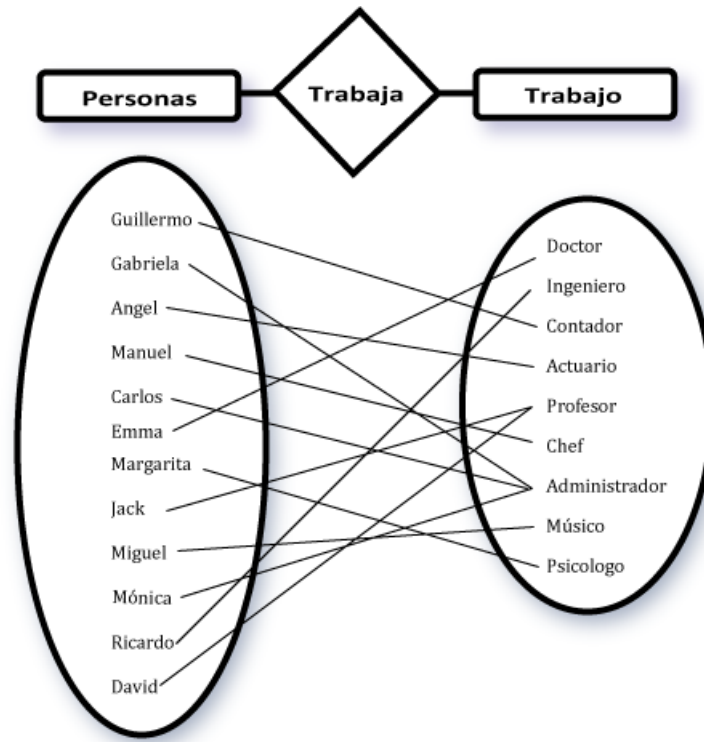 Personas
Trabaja
Trabajo
Guillermo
Gabriela
Angel
Manuel
Carlos
Emma
Margarita
Jack
Miguel
Mónica
Ricardo
David
Doctor
Ingeniero
Contador
Actuario
Profesor
Chef
Administrador
Músico
Psicologo